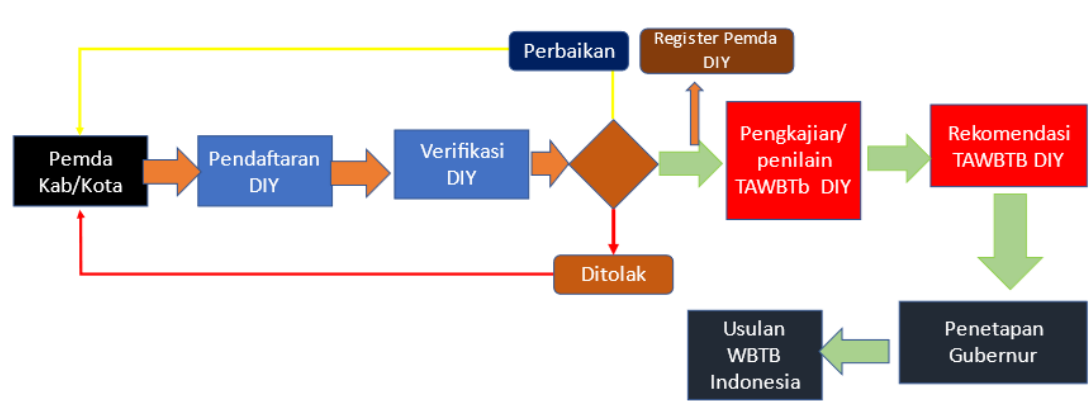 Perbaikan
Register Pemda
DIY
Pemda
Kab/Kota
Pendaftaran
DIY
Verifikasi
DIY
Pengkajian/
penilain
TAWBTb DIY
Rekomendasi
TAWBTB DIY
Ditolak
Usulan
WBTB
Indonesia
Penetapan
Gubernur